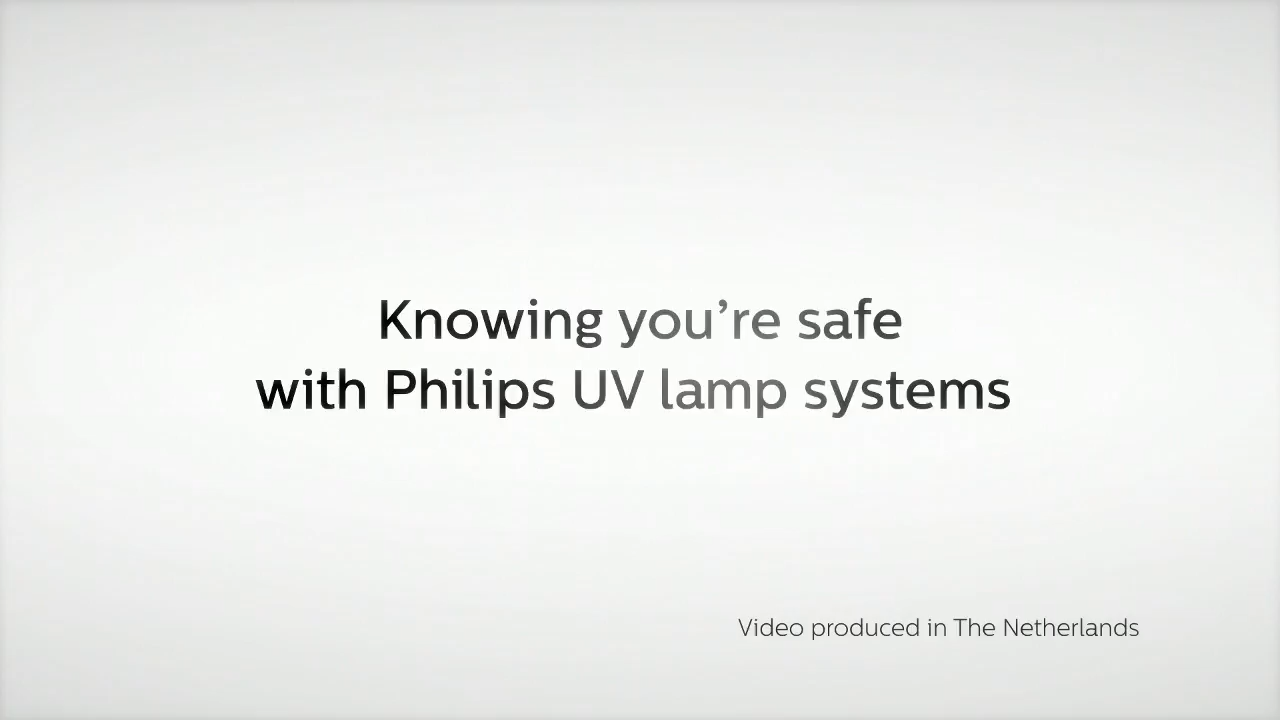 Knowing you’re safe
with Philips UV lamp systems
Video produced in The Netherlands